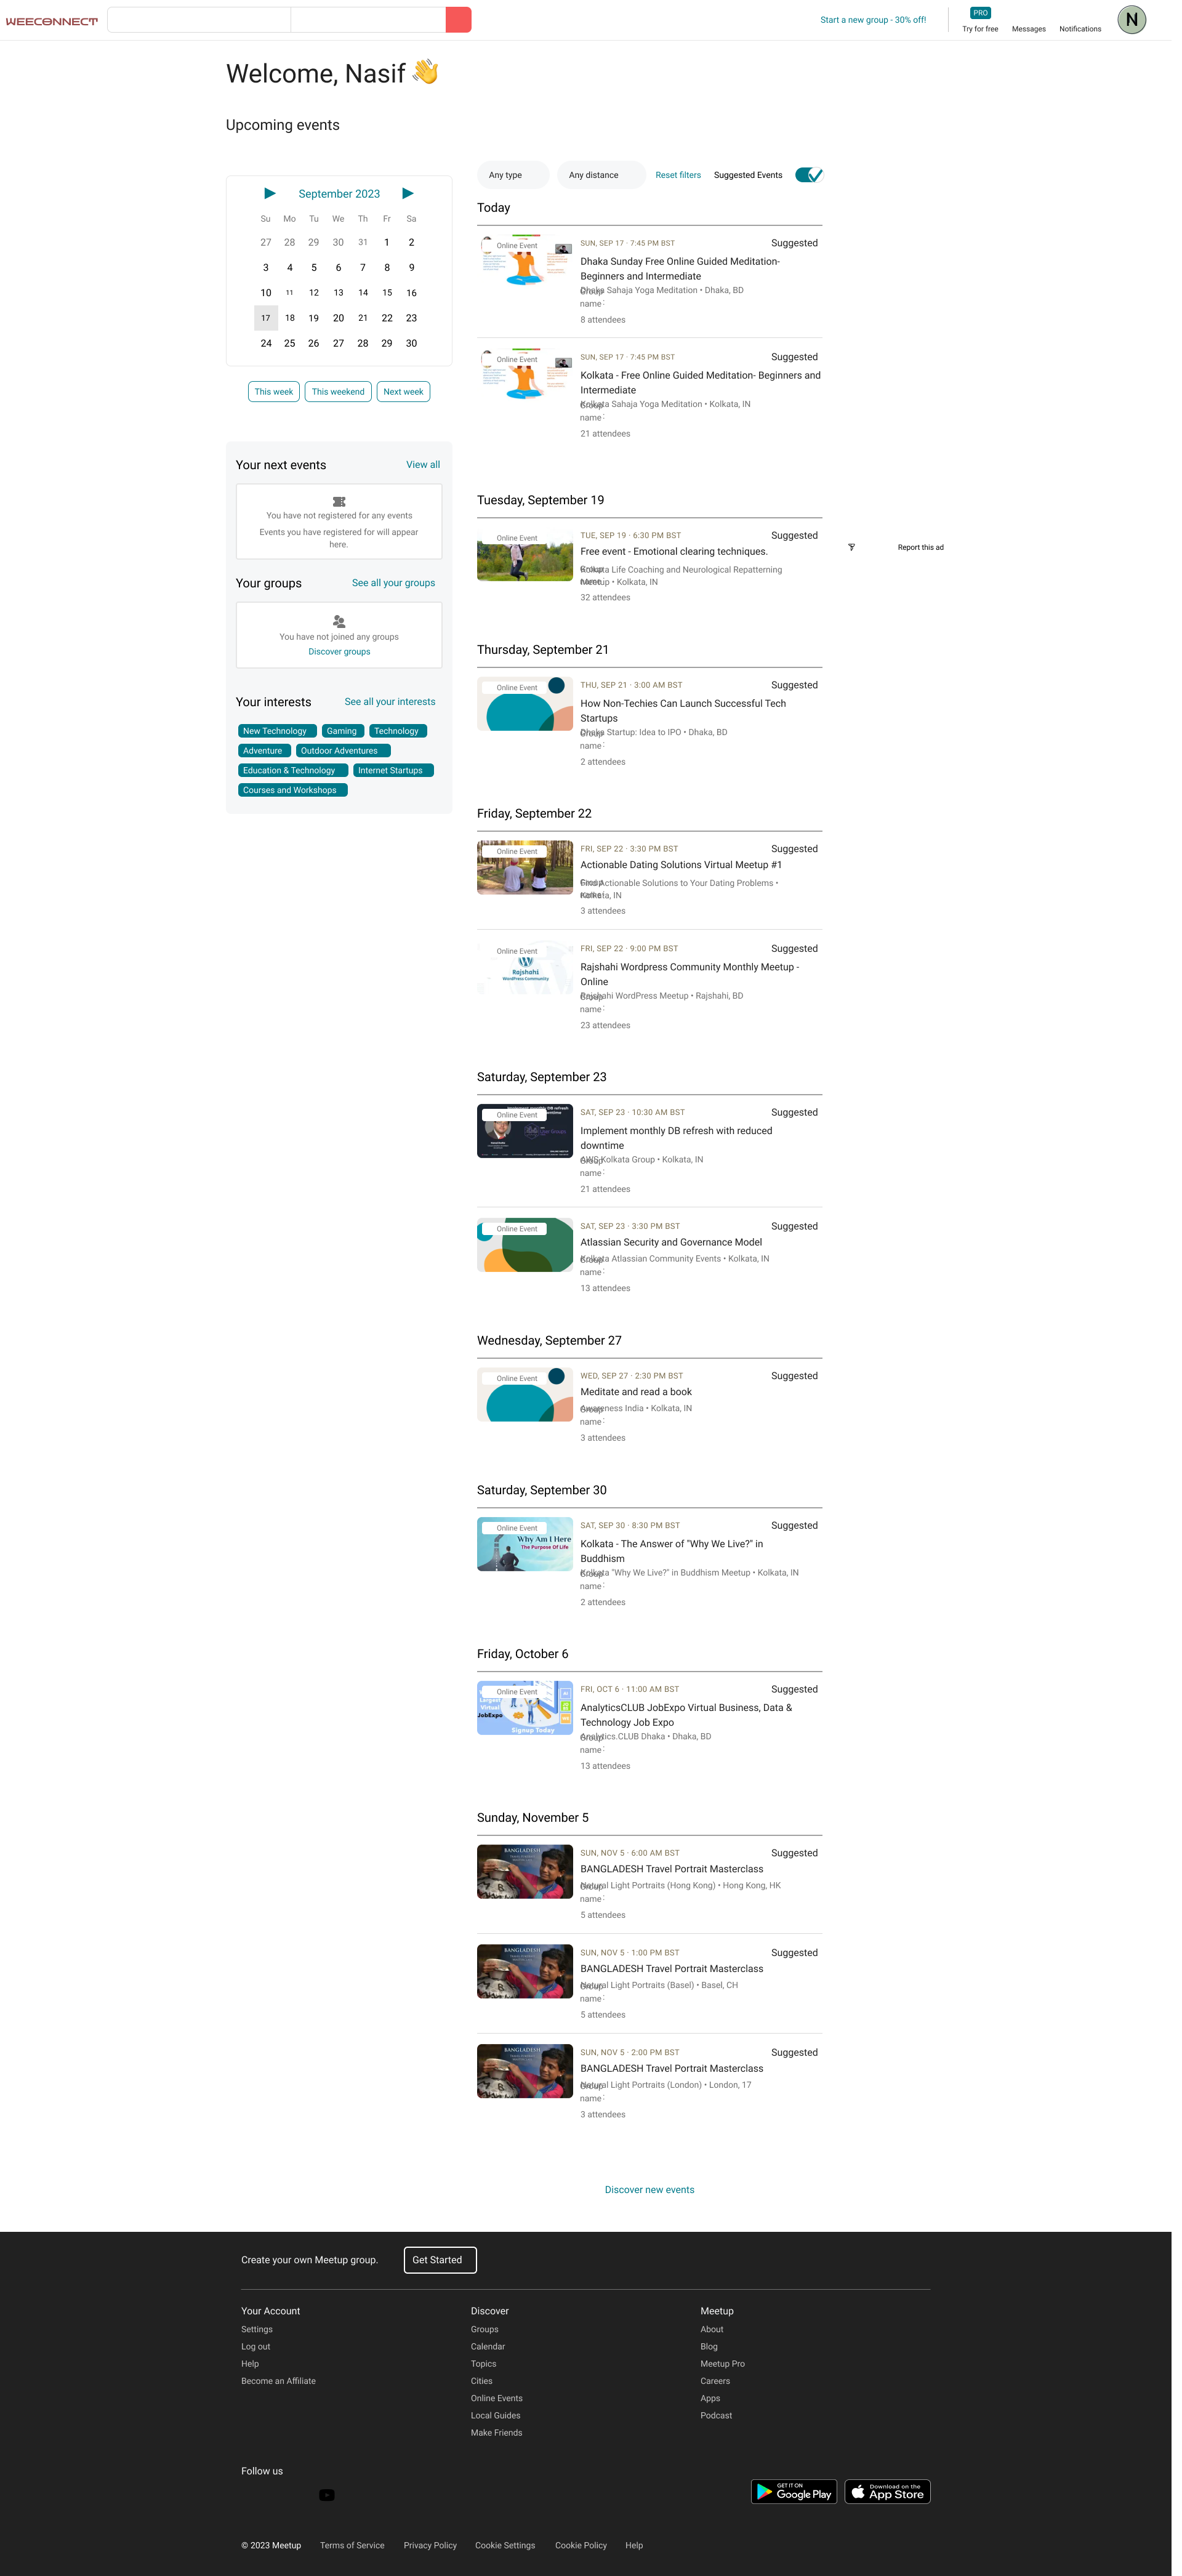 WEECONNECT
Start a new group - 30% off!
PRO
Try for free
Messages
Notifications
N
Welcome, Nasif 👋
Upcoming events
September 2023
Su Mo Tu We Th Fr Sa
27 28 29 30 31 1 2
3 4 5 6 7 8 9
10 11 12 13 14 15 16
17 18 19 20 21 22 23
24 25 26 27 28 29 30
This week
This weekend
Next week
Your next events
View all
You have not registered for any events
Events you have registered for will appear
here.
Your groups
See all your groups
You have not joined any groups
Discover groups
Your interests
See all your interests
New Technology
Gaming
Technology
Adventure
Outdoor Adventures
Education & Technology
Internet Startups
Courses and Workshops
Any type
Any distance
Reset filters
Suggested Events
Today
Online Event
SUN, SEP 17 · 7:45 PM BST
Suggested
Dhaka Sunday Free Online Guided Meditation-
Beginners and Intermediate
Group
Dhaka Sahaja Yoga Meditation • Dhaka, BD
name:
8 attendees
Online Event
SUN, SEP 17 · 7:45 PM BST
Suggested
Kolkata - Free Online Guided Meditation- Beginners and
Intermediate
Group
Kolkata Sahaja Yoga Meditation • Kolkata, IN
name:
21 attendees
Tuesday, September 19
Online Event
TUE, SEP 19 · 6:30 PM BST
Suggested
Free event - Emotional clearing techniques.
Group
Kolkata Life Coaching and Neurological Repatterning
name:
Meetup • Kolkata, IN
32 attendees
Report this ad
Thursday, September 21
Online Event
THU, SEP 21 · 3:00 AM BST
Suggested
How Non-Techies Can Launch Successful Tech
Startups
Group
Dhaka Startup: Idea to IPO • Dhaka, BD
name:
2 attendees
Friday, September 22
Online Event
FRI, SEP 22 · 3:30 PM BST
Suggested
Actionable Dating Solutions Virtual Meetup #1
Group
Find Actionable Solutions to Your Dating Problems •
name:
Kolkata, IN
3 attendees
Online Event
Rajshahi
WordPress Community
FRI, SEP 22 · 9:00 PM BST
Suggested
Rajshahi Wordpress Community Monthly Meetup -
Online
Group
Rajshahi WordPress Meetup • Rajshahi, BD
name:
23 attendees
Saturday, September 23
Online Event
SAT, SEP 23 · 10:30 AM BST
Suggested
Implement monthly DB refresh with reduced
downtime
Group
AWS Kolkata Group • Kolkata, IN
name:
21 attendees
Online Event
SAT, SEP 23 · 3:30 PM BST
Suggested
Atlassian Security and Governance Model
Group
Kolkata Atlassian Community Events • Kolkata, IN
name:
13 attendees
Wednesday, September 27
Online Event
WED, SEP 27 · 2:30 PM BST
Suggested
Meditate and read a book
Group
Awareness India • Kolkata, IN
name:
3 attendees
Saturday, September 30
Online Event
Why Am I Here
The Purpose Of Life
SAT, SEP 30 · 8:30 PM BST
Suggested
Kolkata - The Answer of "Why We Live?" in
Buddhism
Group
Kolkata "Why We Live?" in Buddhism Meetup • Kolkata, IN
name:
2 attendees
Friday, October 6
Online Event
Largest
Virtual
JobExpo
Signup Today
FRI, OCT 6 · 11:00 AM BST
Suggested
AnalyticsCLUB JobExpo Virtual Business, Data &
Technology Job Expo
Group
Analytics.CLUB Dhaka • Dhaka, BD
name:
13 attendees
Sunday, November 5
BANGLADESH
SUN, NOV 5 · 6:00 AM BST
Suggested
BANGLADESH Travel Portrait Masterclass
Group
Natural Light Portraits (Hong Kong) • Hong Kong, HK
name:
5 attendees
BANGLADESH
SUN, NOV 5 · 1:00 PM BST
Suggested
BANGLADESH Travel Portrait Masterclass
Group
Natural Light Portraits (Basel) • Basel, CH
name:
5 attendees
BANGLADESH
SUN, NOV 5 · 2:00 PM BST
Suggested
BANGLADESH Travel Portrait Masterclass
Group
Natural Light Portraits (London) • London, 17
name:
3 attendees
Discover new events
Create your own Meetup group.
Get Started
Your Account
Settings
Log out
Help
Become an Affiliate
Discover
Groups
Calendar
Topics
Cities
Online Events
Local Guides
Make Friends
Meetup
About
Blog
Meetup Pro
Careers
Apps
Podcast
Follow us
GET IT ON
Google Play
Download on the
App Store
© 2023 Meetup
Terms of Service
Privacy Policy
Cookie Settings
Cookie Policy
Help